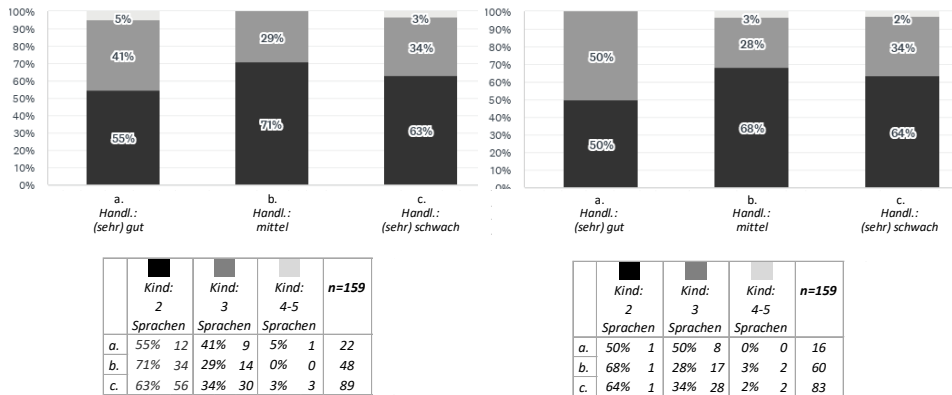 100%
90%
80%
70%
60%
50%
40%
30%
20%
10%
0%
5%
41%
55%
29%
71%
3%
34%
63%
a.
Handl.:
(sehr) gut
b.
Handl.:
mittel
c.
Handl.:
(sehr) schwach
Kind: Kind: Kind: n=159
2 3 4-5
Sprachen Sprachen Sprachen
a. 55% 12 41% 9 5% 1 22
b. 71% 34 29% 14 0% 0 48
c. 63% 56 34% 30 3% 3 89
100%
90%
80%
70%
60%
50%
40%
30%
20%
10%
0%
50%
50%
3%
28%
68%
2%
34%
64%
a.
Handl.:
(sehr) gut
b.
Handl.:
mittel
c.
Handl.:
(sehr) schwach
Kind: Kind: Kind: n=159
2 3 4-5
Sprachen Sprachen Sprachen
a. 50% 1 50% 8 0% 0 16
b. 68% 1 28% 17 3% 2 60
c. 64% 1 34% 28 2% 2 83